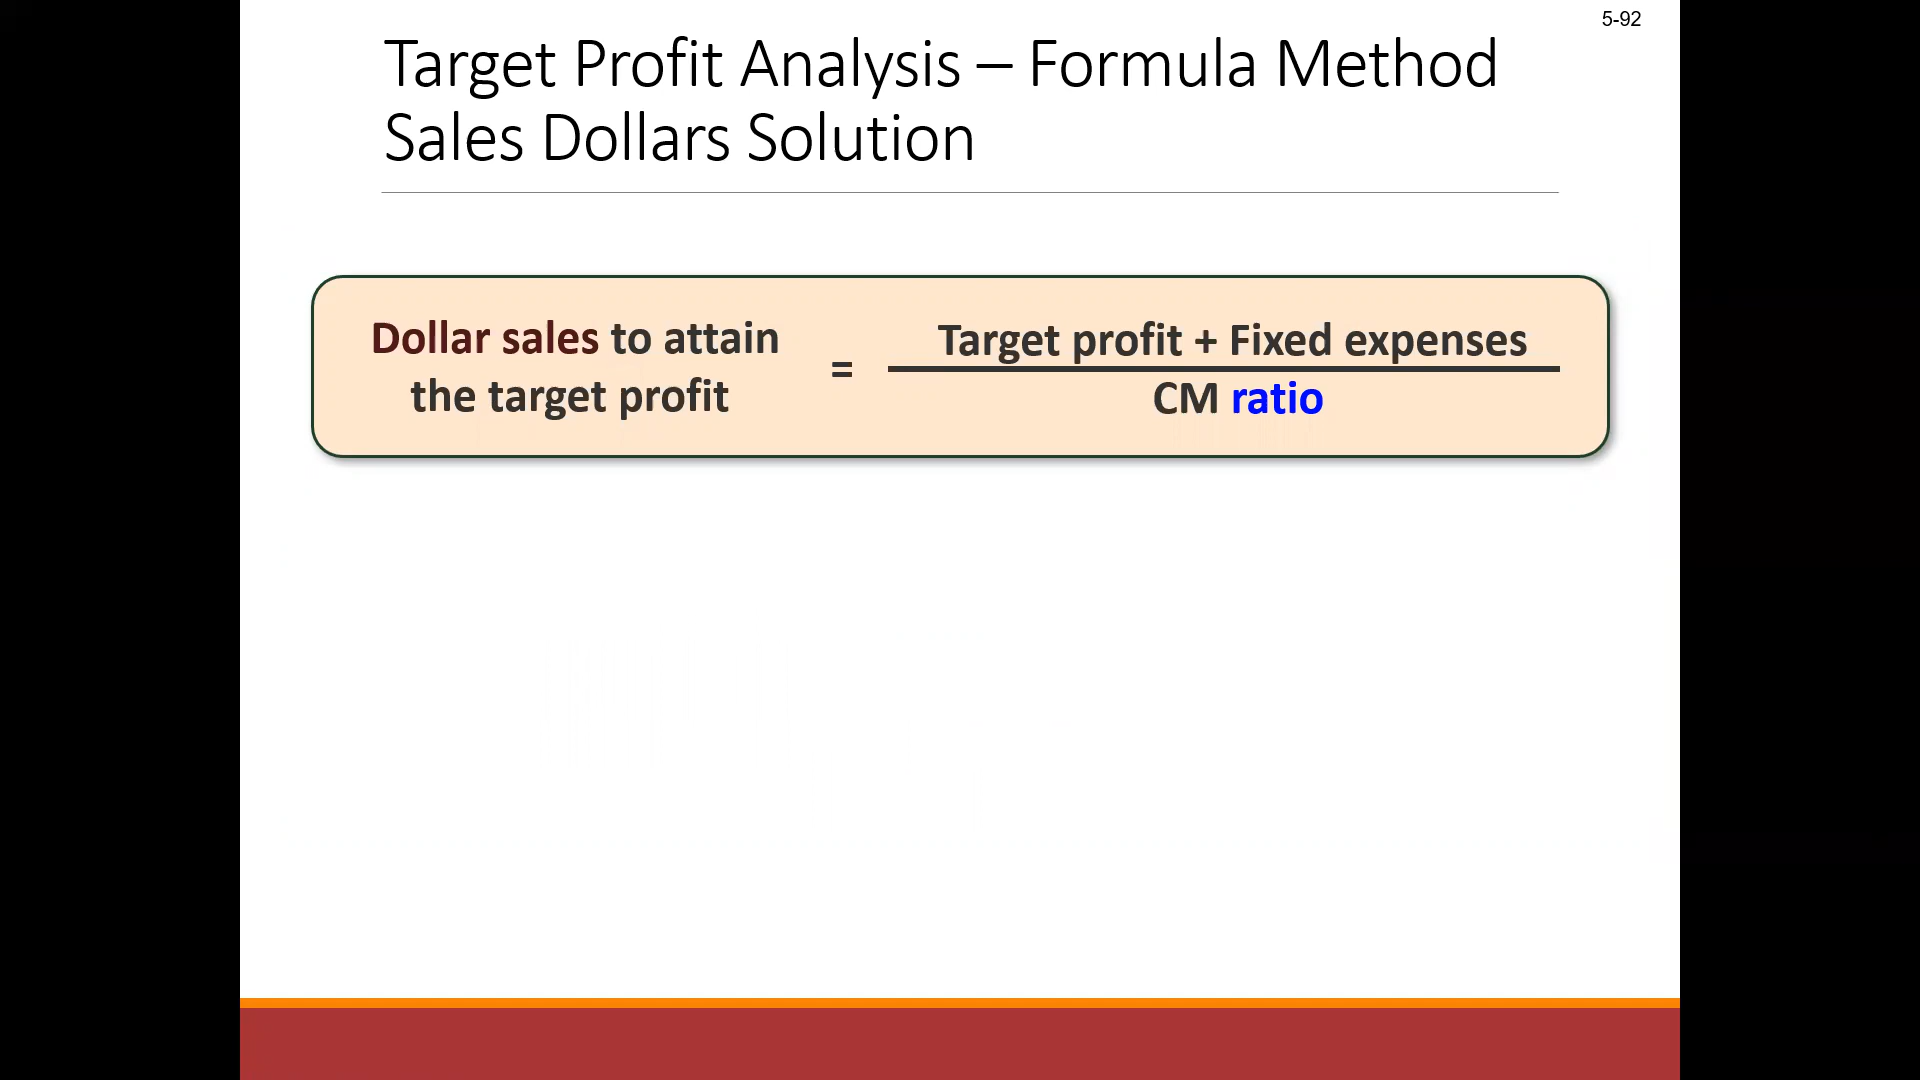 5-92
Target Profit Analysis – Formula Method
Sales Dollars Solution
Dollar sales to attain
the target profit
=
Target profit + Fixed expenses
CM ratio